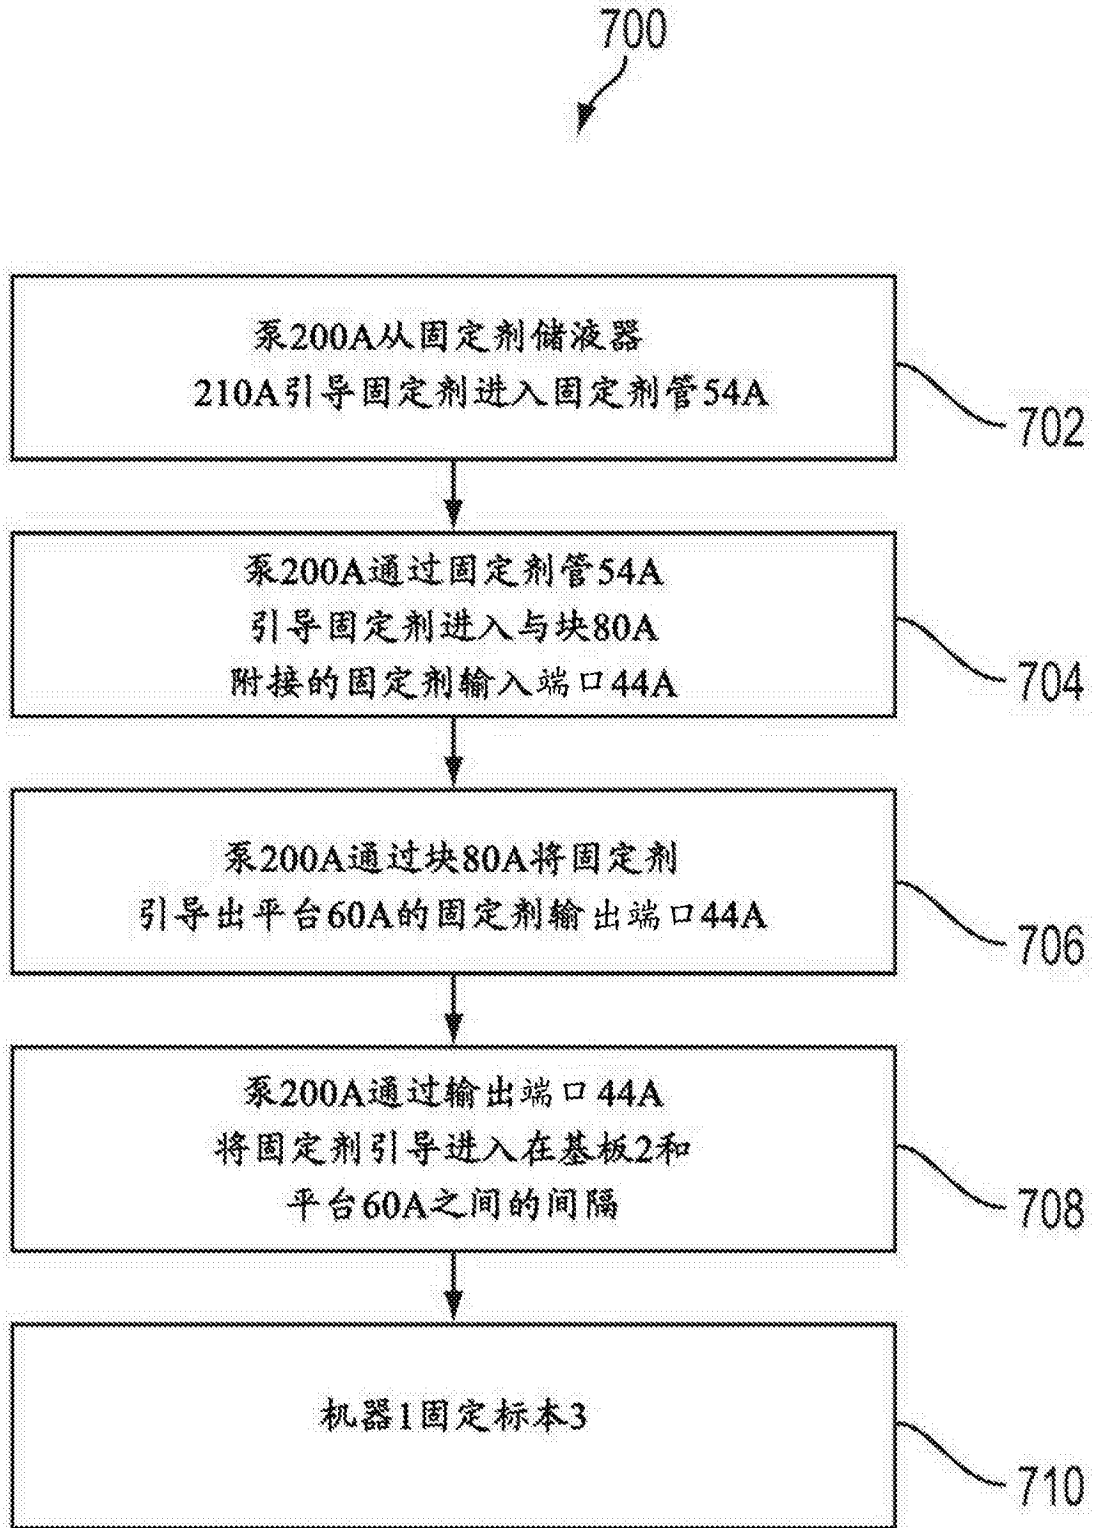 700
泵200A从固定剂储液器
210A引导固定剂进入固定剂管54A
702
泵200A通过固定剂管54A
引导固定剂进入与块80A
附接的固定剂输入端口44A
704
泵200A通过块80A将固定剂
引导出平台60A的固定剂输出端口44A
706
泵200A通过输出端口44A
将固定剂引导进入在基板2和
平台60A之间的间隔
708
机器1固定标本3
710